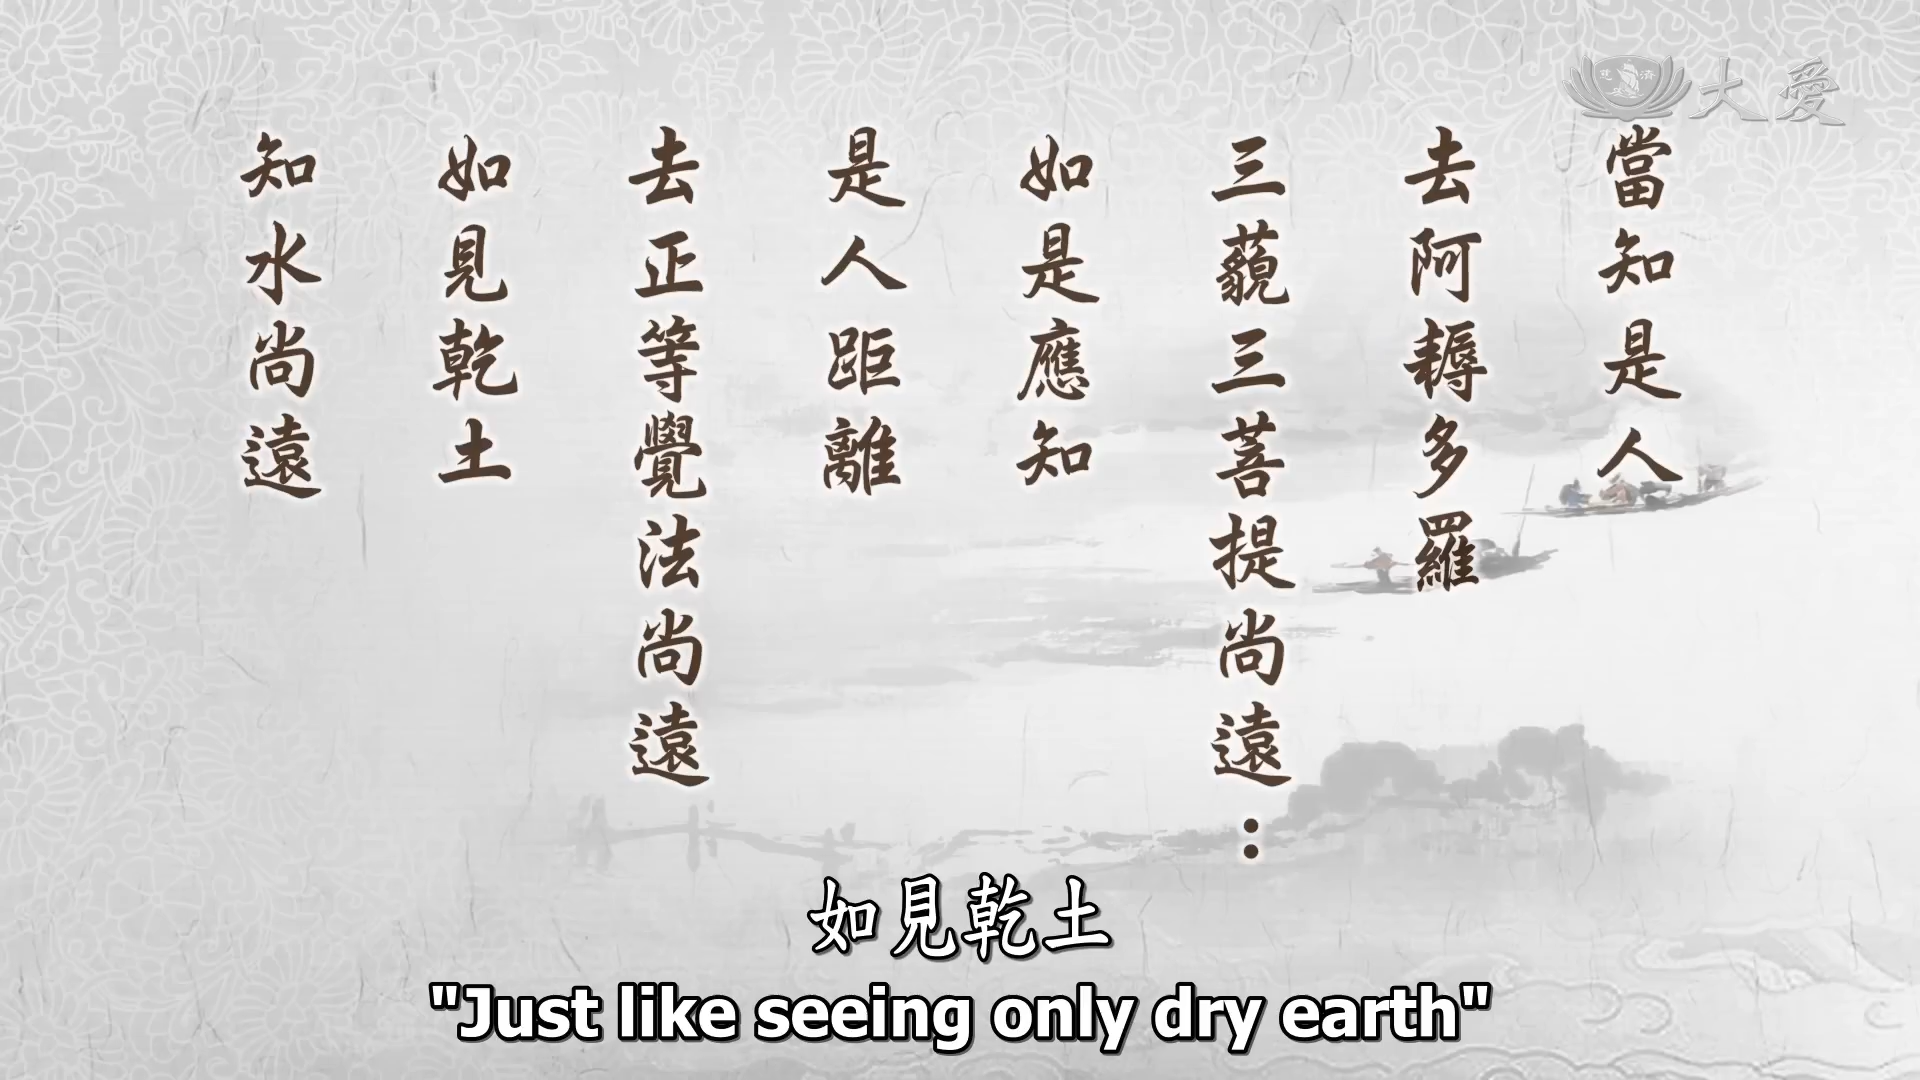 大愛
慈濟
當知是人
去阿耨多羅
三藐三菩提尚遠：
如是應知
是人距離
去正等覺法尚遠
如見乾土
知水尚遠
如見乾土
"Just like seeing only dry earth"